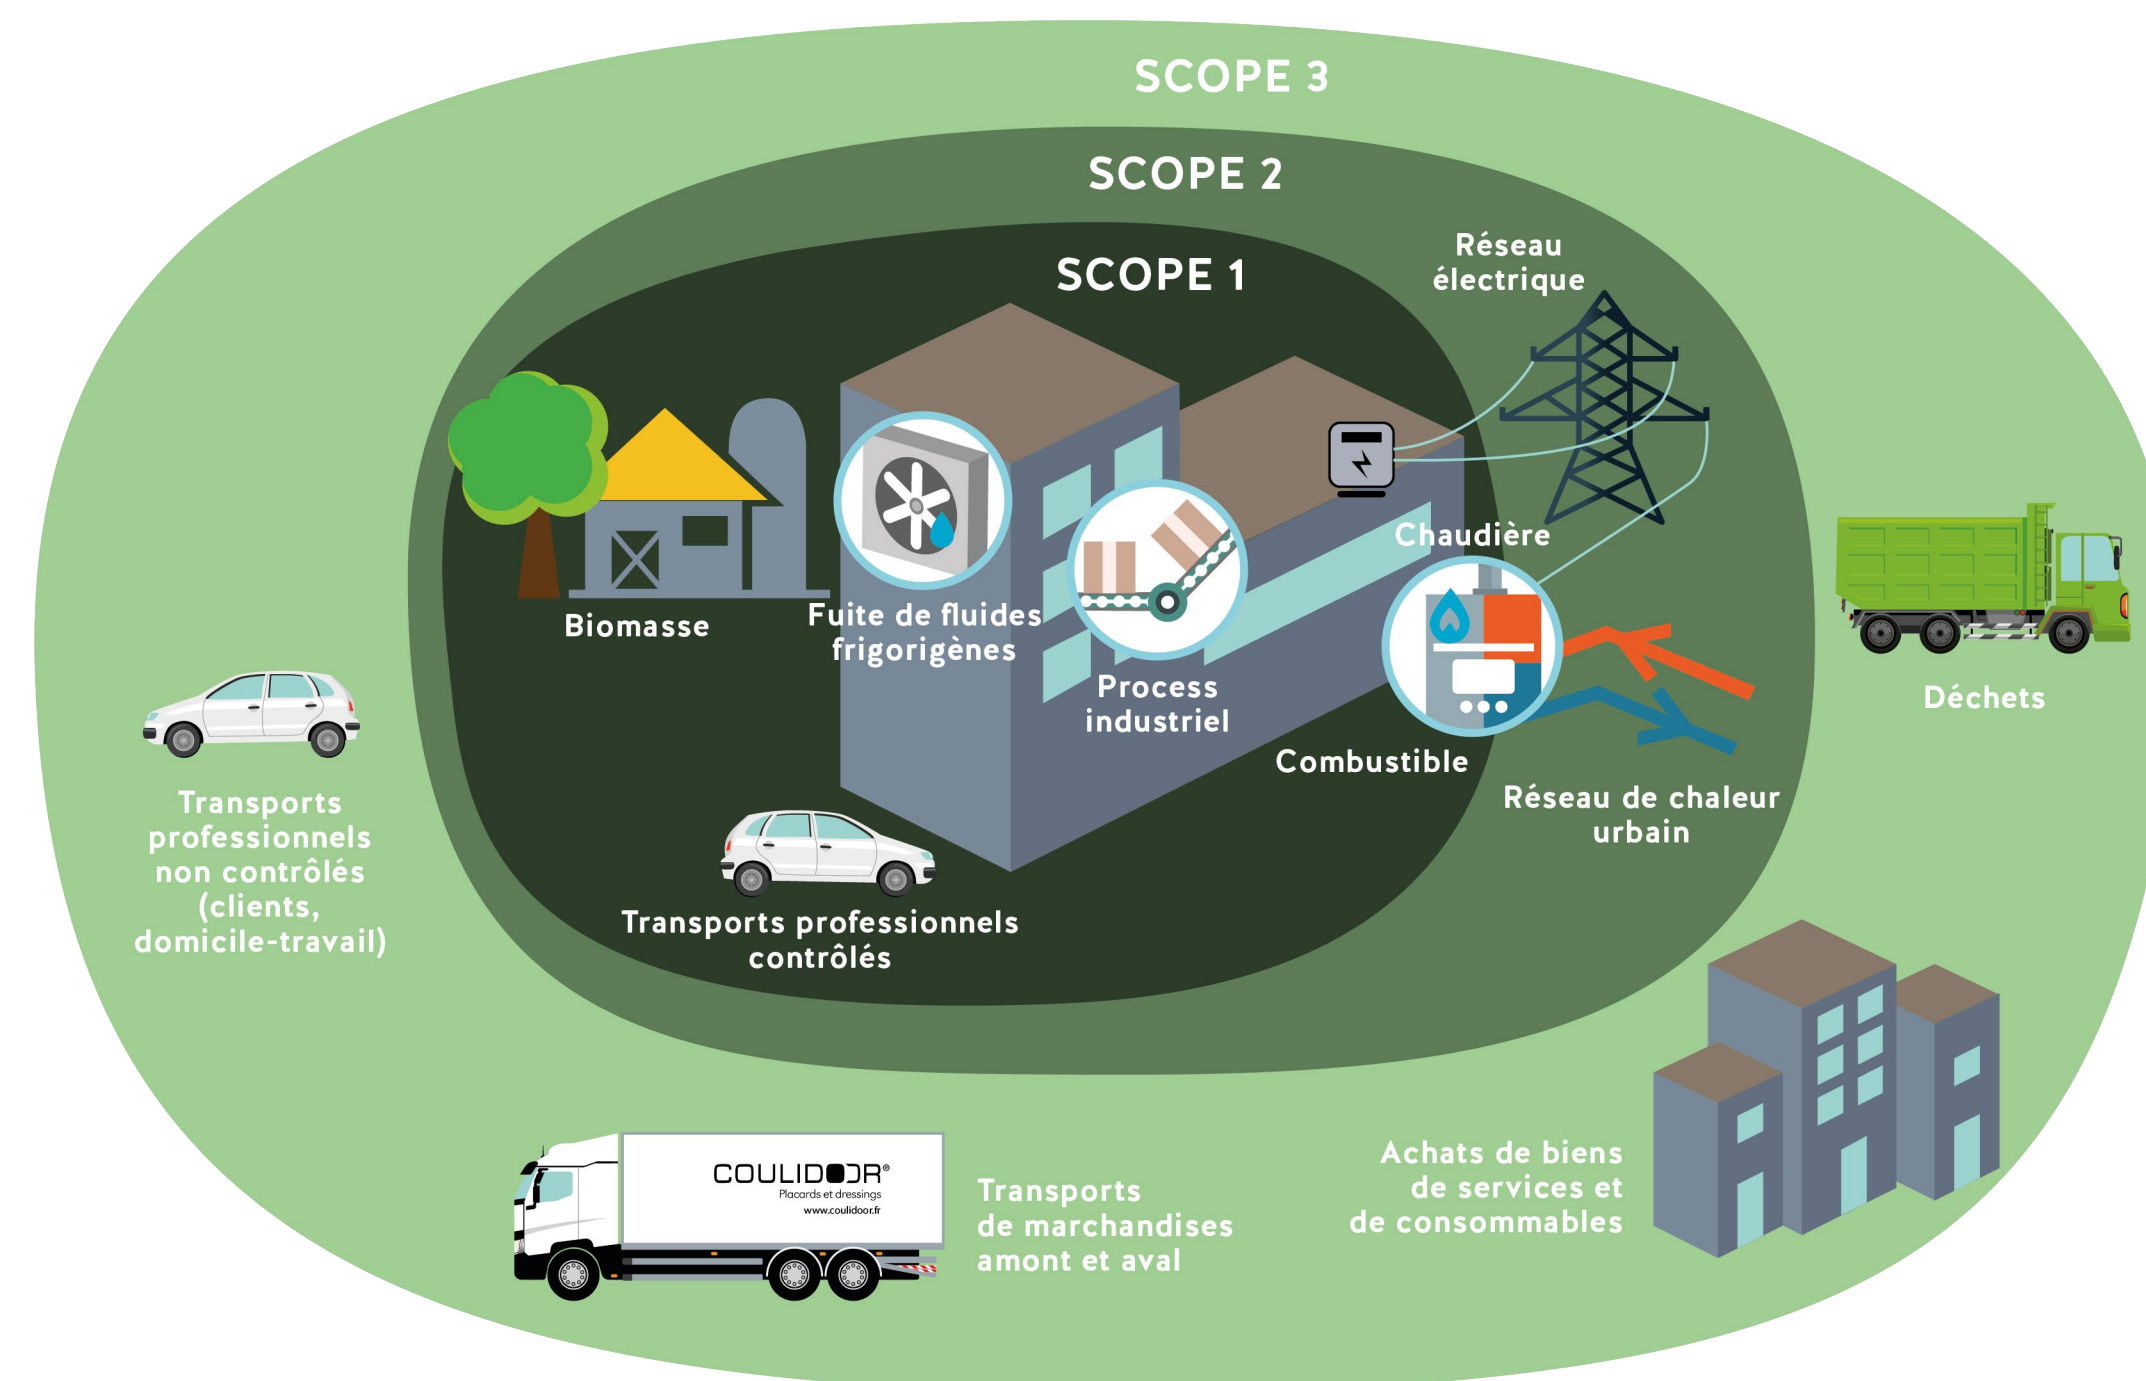 SCOPE 3
SCOPE 2
SCOPE 1
Réseau
électrique
Chaudière
Biomasse
Fuite de fluides
frigorigènes
Process
industriel
Combustible
Réseau de chaleur
urbain
Déchets
Transports
professionnels
non contrôlés
(clients,
domicile-travail)
Transports professionnels
contrôlés
COULIDOOR®
Placards et dressings
www.coulidoor.fr
Transports
de marchandises
amont et aval
Achats de biens
de services et
de consommables